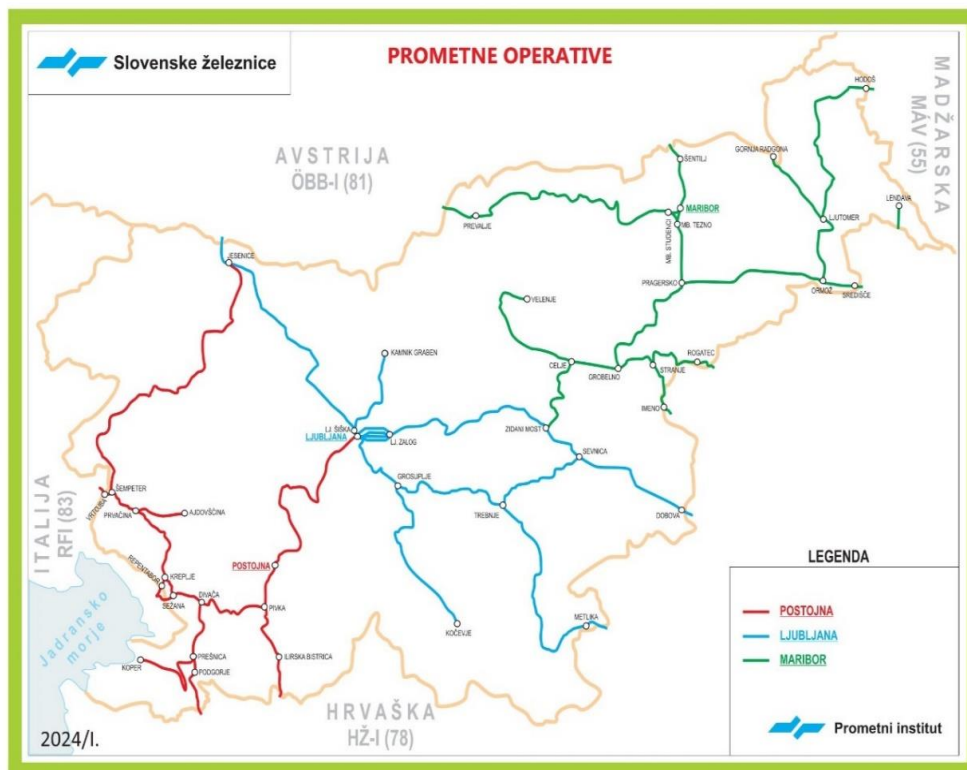 Slovenske železnice
PROMETNE OPERATIVE
MADŽARSKA
MÁV (55)
AVSTRIJA
ÖBB-I (81)
HODOŠ
GORNJA RADGONA
ŠENTILJ
LENDAVA
MARIBOR
PREVALJE
MB. STUDENCI
MB. TEZNO
LJUTOMER
JESENICE
PRAGERSKO
ORMOŽ
SREDIŠČE
VELENJE
KAMNIK GRABEN
CELJE
GROBELNO
ROGATEC
STRANJE
IMENO
LJ. ŠIŠKA
LJUBLJANA
LJ. ZALOG
ZIDANI MOST
SEVNICA
GROSUPLJE
TREBNJE
DOBOVA
ŠEMPETER
VRTOJBA
PRVAČINA
AJDOVŠČINA
ITALIJA
RFI (83)
POSTOJNA
REPENTABOR
KREPLJE
SEŽANA
DIVAČA
PIVKA
KOČEVJE
METLIKA
Jadransko
morje
KOPER
PREŠNICA
PODGORJE
ILIRSKA BISTRICA
HRVAŠKA
HŽ-I (78)
LEGENDA
POSTOJNA
LJUBLJANA
MARIBOR
Prometni institut
2024/I.